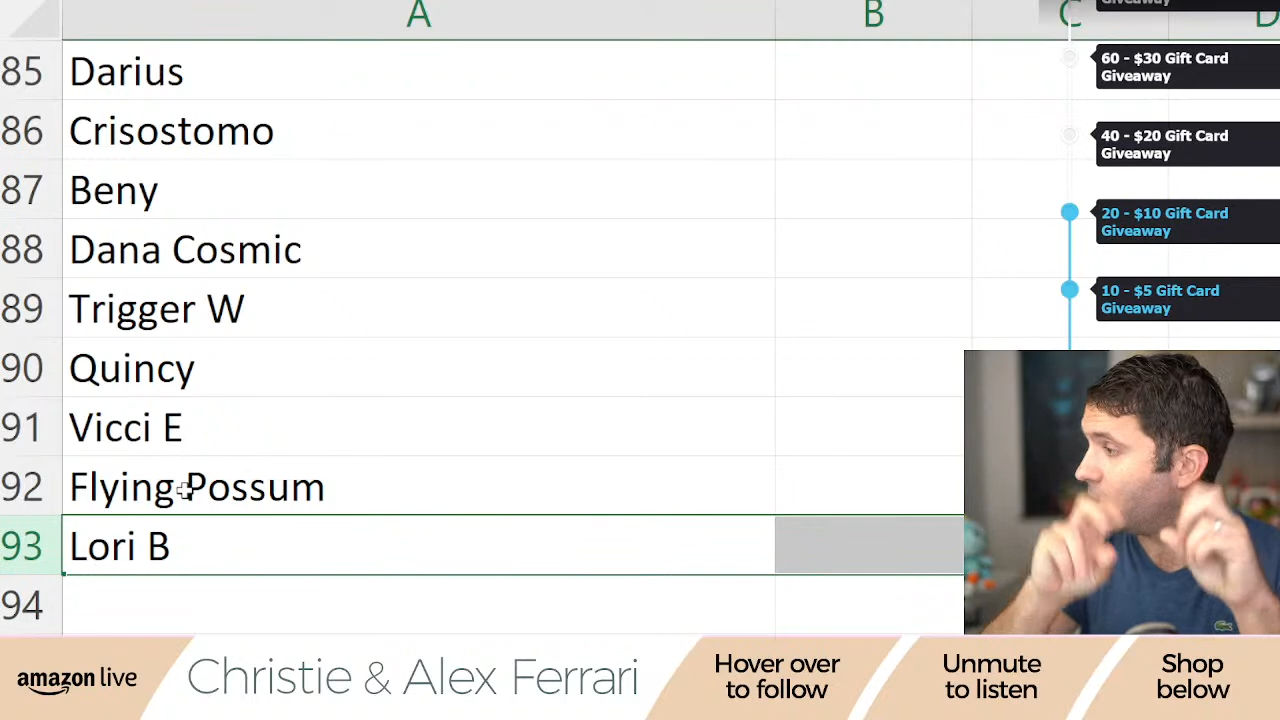 A B C D
Giveaway
85 Darius
60 - $30 Gift Card
Giveaway
86 Crisostomo
40 - $20 Gift Card
Giveaway
87 Beny
20 - $10 Gift Card
Giveaway
88 Dana Cosmic
89 Trigger W
10 - $5 Gift Card
Giveaway
90 Quincy
91 Vicci E
92 Flying Possum
93 Lori B
94
amazon live
Christie & Alex Ferrari
Hover over
to follow
Unmute
to listen
Shop
below